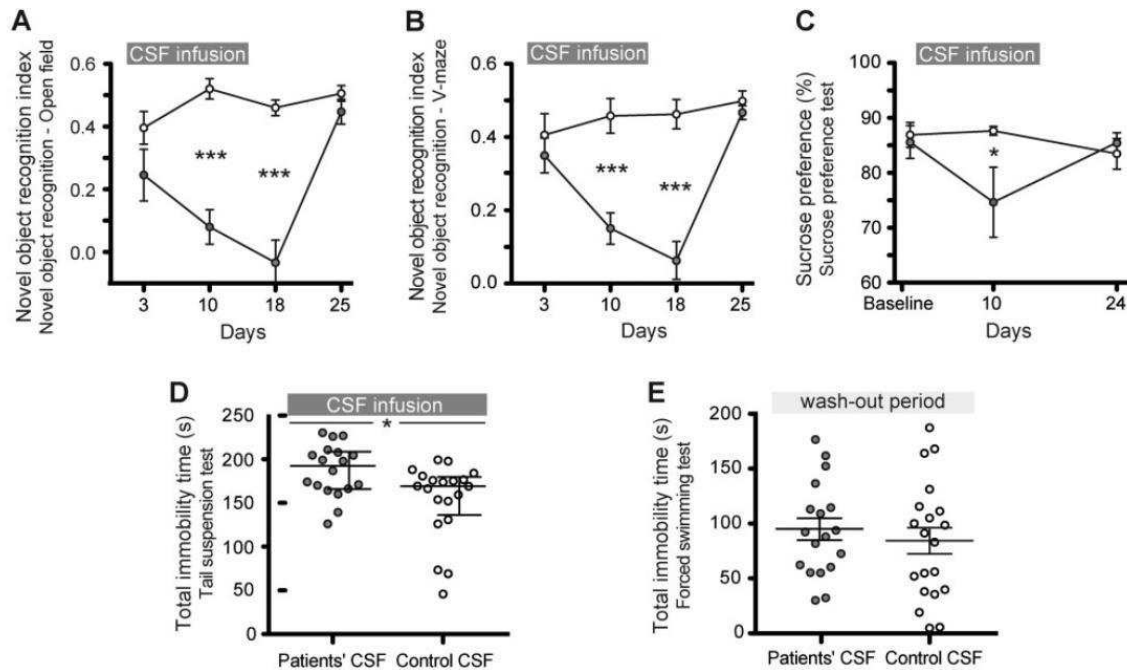 A
CSF infusion
Novel object recognition index
Novel object recognition - Open field
0.6
0.4
0.2
0.0
***
***
3
10
18
25
Days
B
CSF infusion
Novel object recognition index
Novel object recognition - V-maze
0.6
0.4
0.2
0.0
***
***
3
10
18
25
Days
C
CSF infusion
Sucrose preference (%)
Sucrose preference test
100
90
80
70
60
*
Baseline
10
24
Days
D
CSF infusion
*
Total immobility time (s)
Tail suspension test
250
200
150
200
50
0
Patients' CSF
Control CSF
E
wash-out period
Total immobility time (s)
Forced swimming test
200
150
100
50
0
Patients' CSF
Control CSF